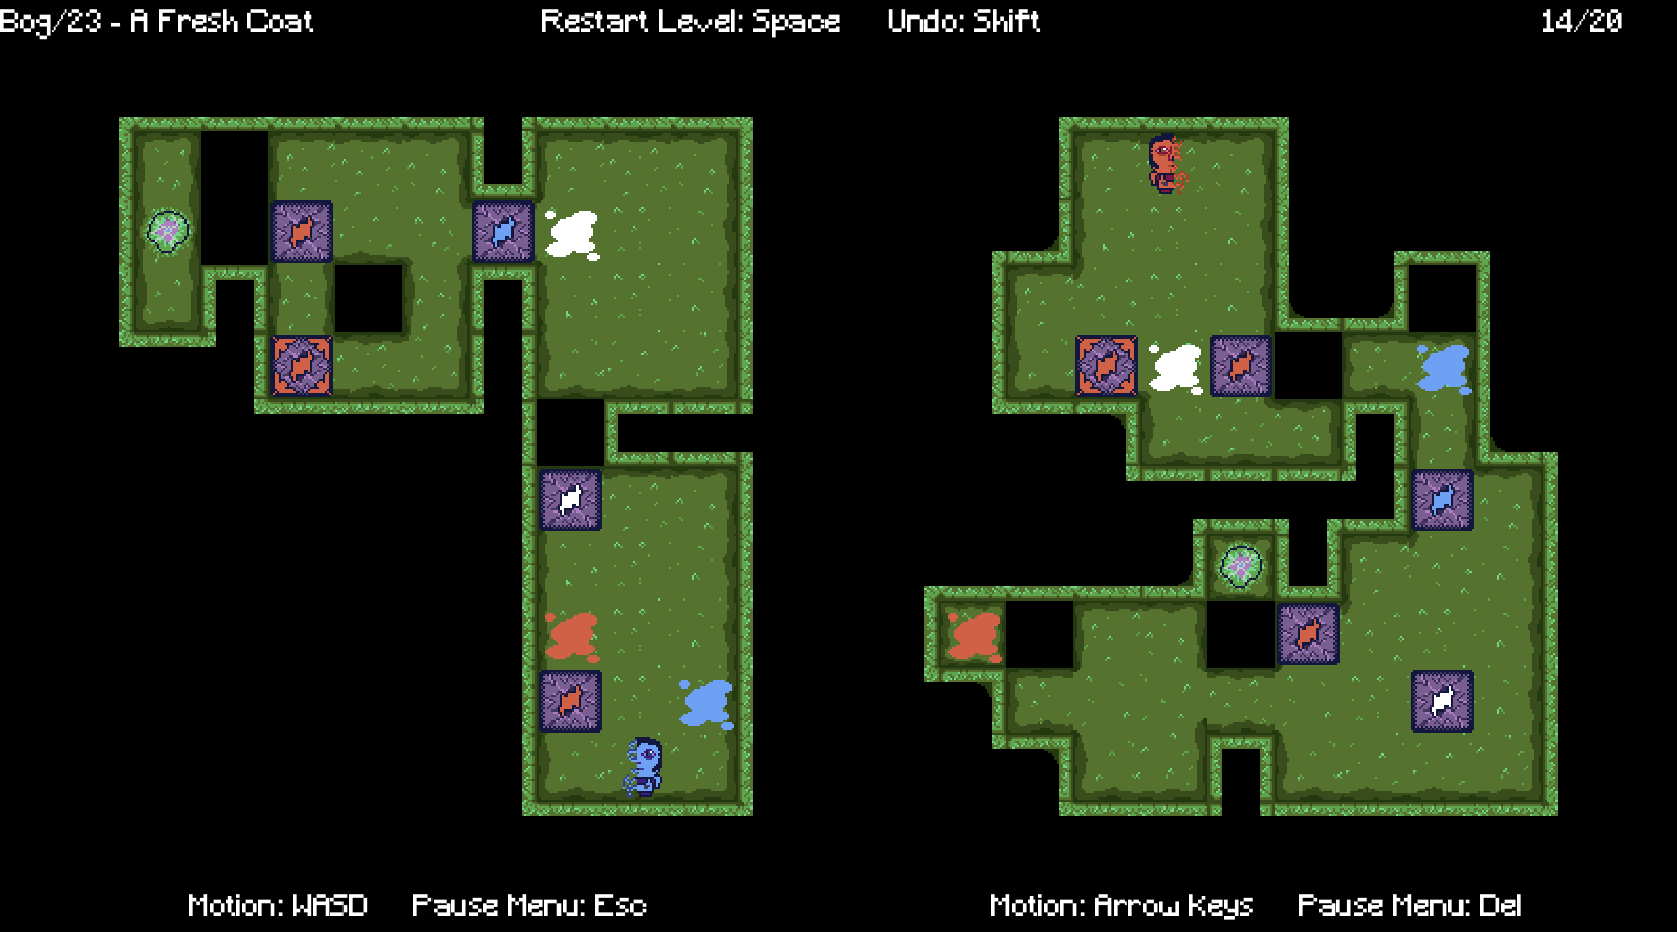 Bog/23 - A Fresh Coat Restart Level: Space Undo: Shift 14/20
Motion: WASD Pause Menu: Esc Motion: Arrow Keys Pause Menu: Del